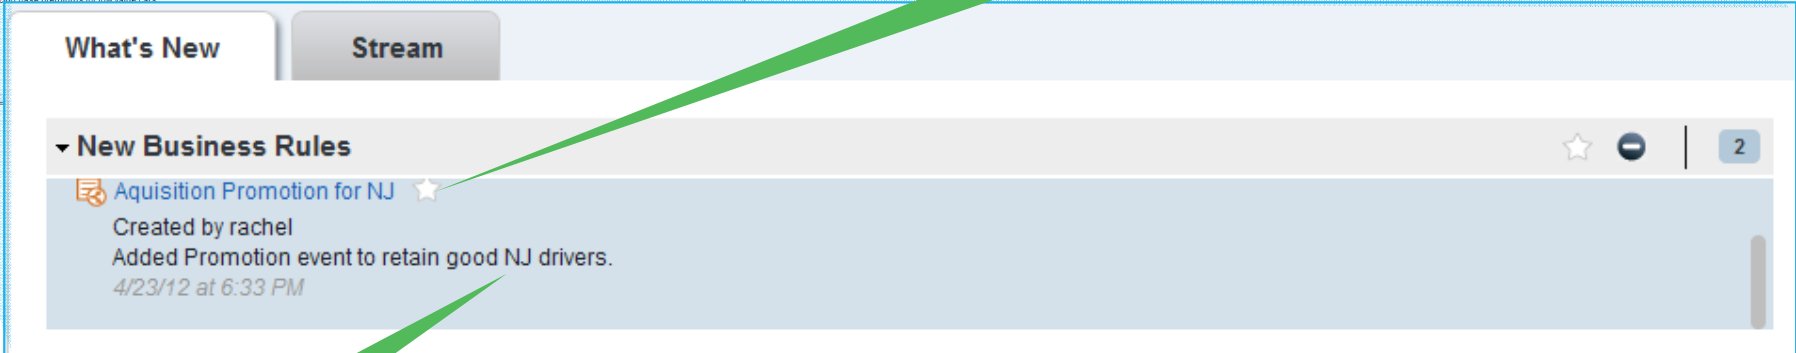 What's New
Stream
New Business Rules
2
Aquisition Promotion for NJ
Created by rachel
Added Promotion event to retain good NJ drivers.
4/23/12 at 6:33 PM